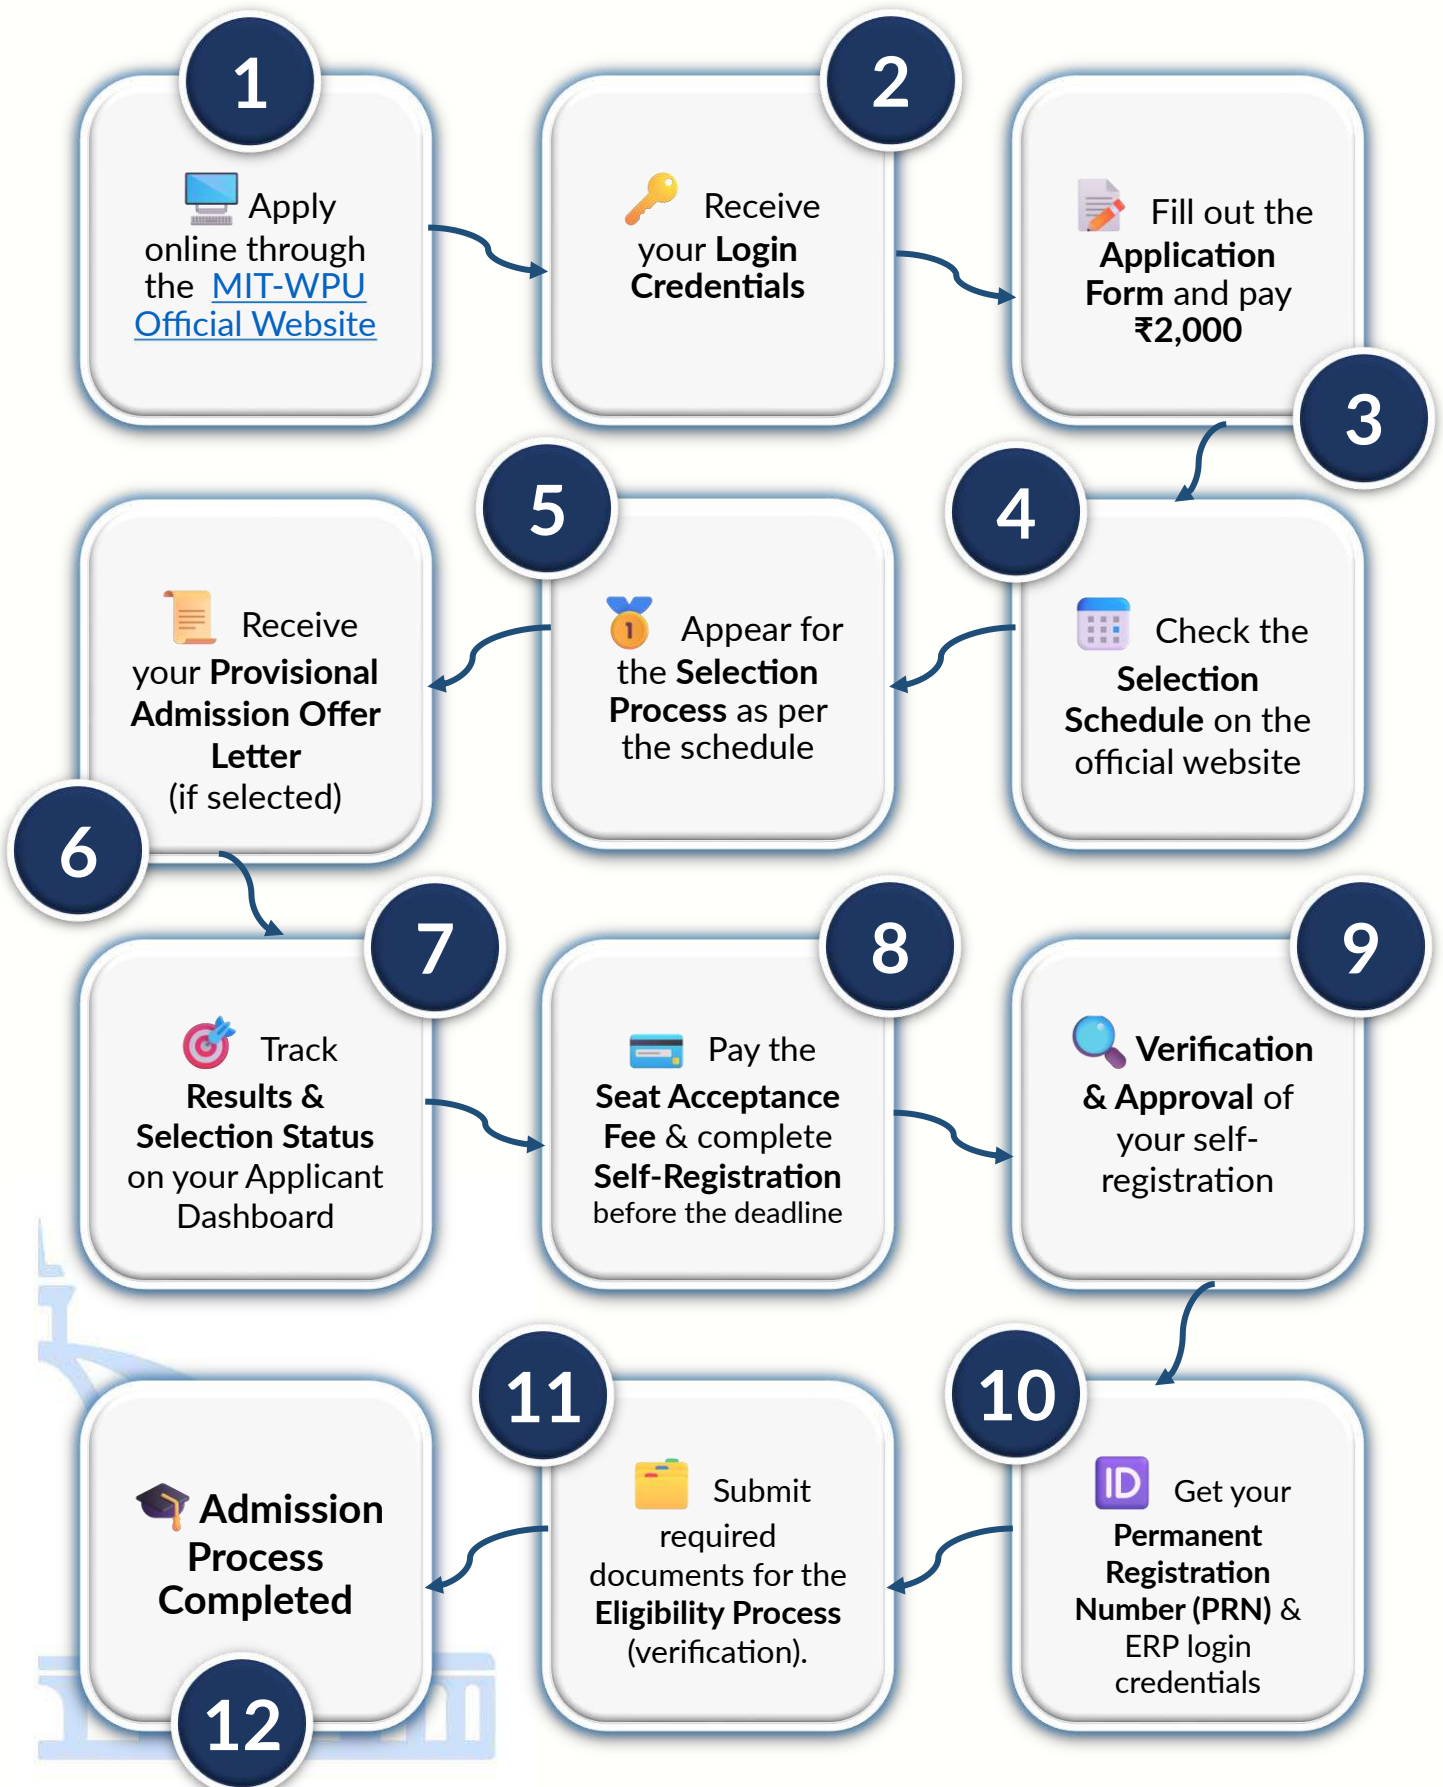 1
Apply
online through
the MIT-WPU
Official Website
2
Receive
your Login
Credentials
Fill out the
Application
Form and pay
₹2,000
3
4
Check the
Selection
Schedule on the
official website
5
Appear for
the Selection
Process as per
the schedule
Receive
your Provisional
Admission Offer
Letter
(if selected)
6
7
Track
Results &
Selection Status
on your Applicant
Dashboard
8
Pay the
Seat Acceptance
Fee & complete
Self-Registration
before the deadline
9
Verification
& Approval of
your self-
registration
10
ID
Get your
Permanent
Registration
Number (PRN) &
ERP login
credentials
11
Submit
required
documents for the
Eligibility Process
(verification).
Admission
Process
Completed
12